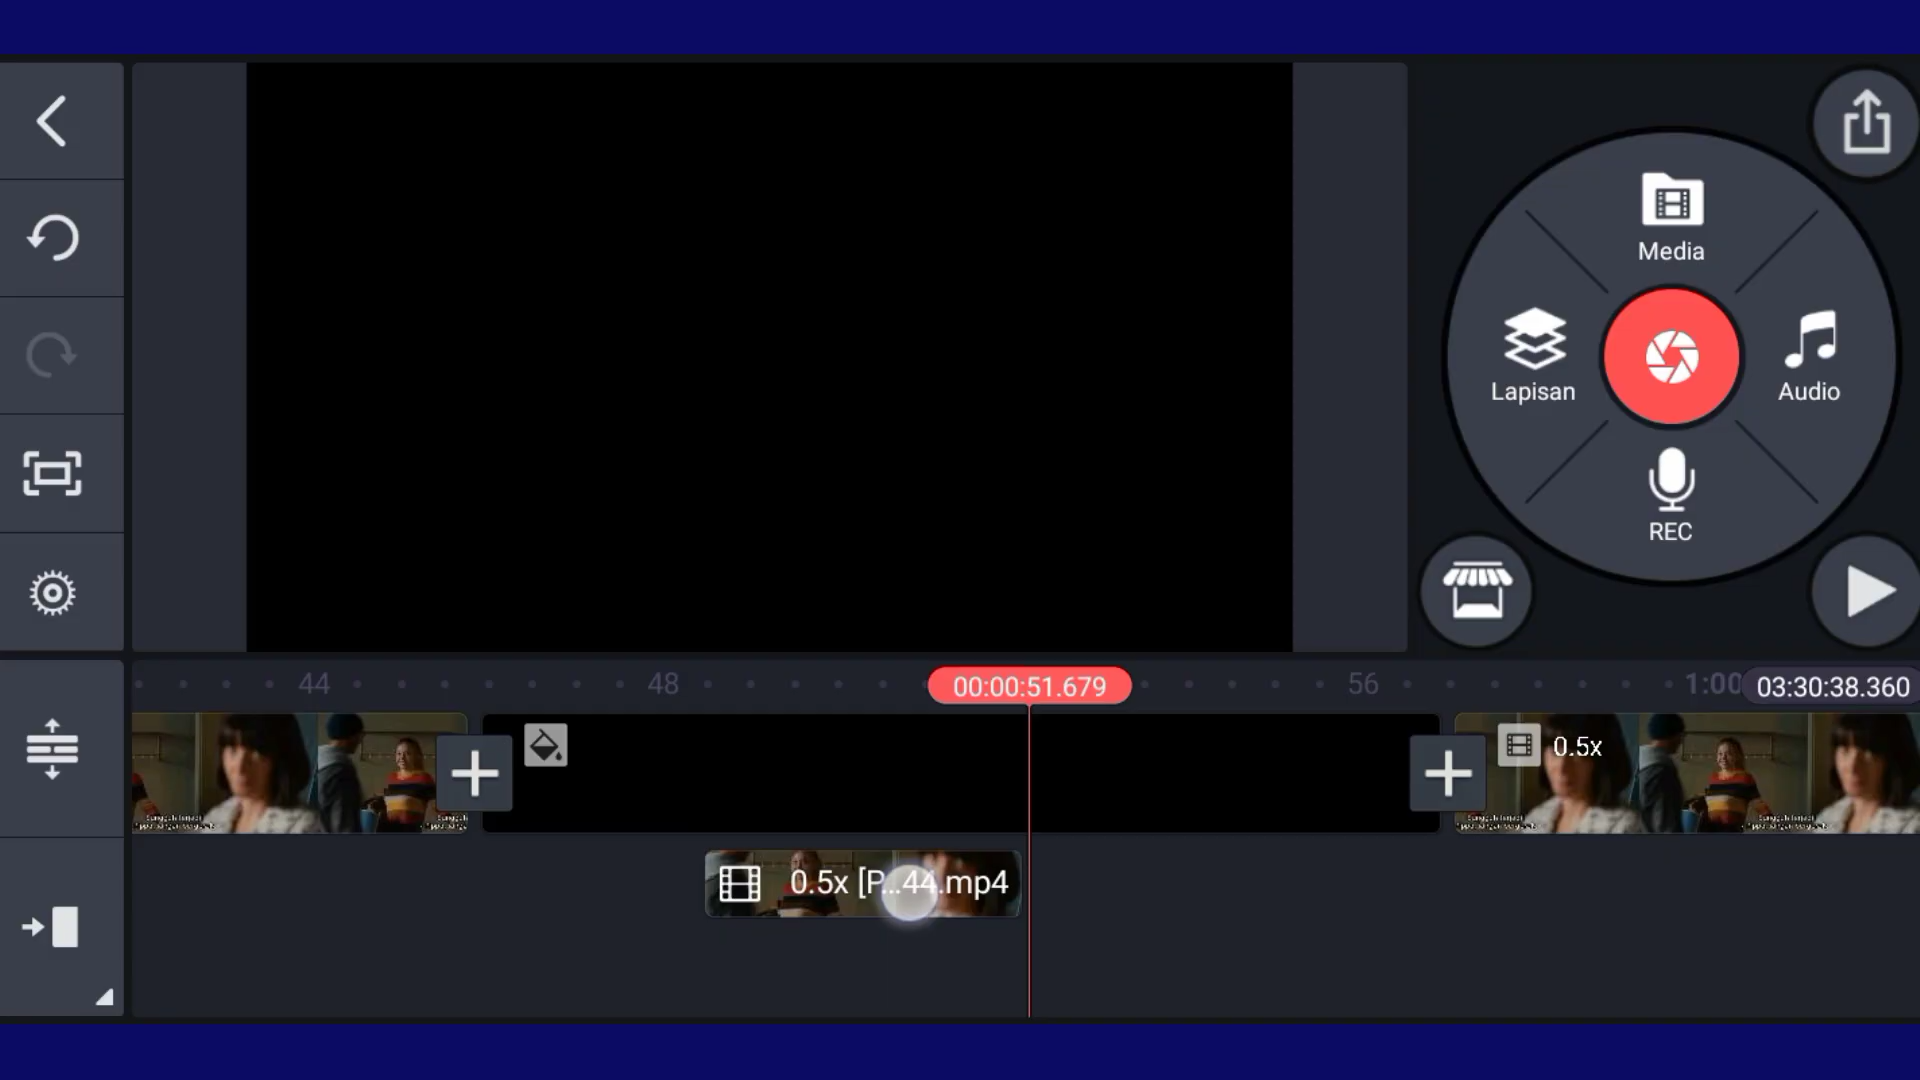 Media
Lapisan
Audio
REC
44
48
00:00:51.679
56
1:00
03:30:38.360
0.5x
0.5x [P...44.mp4